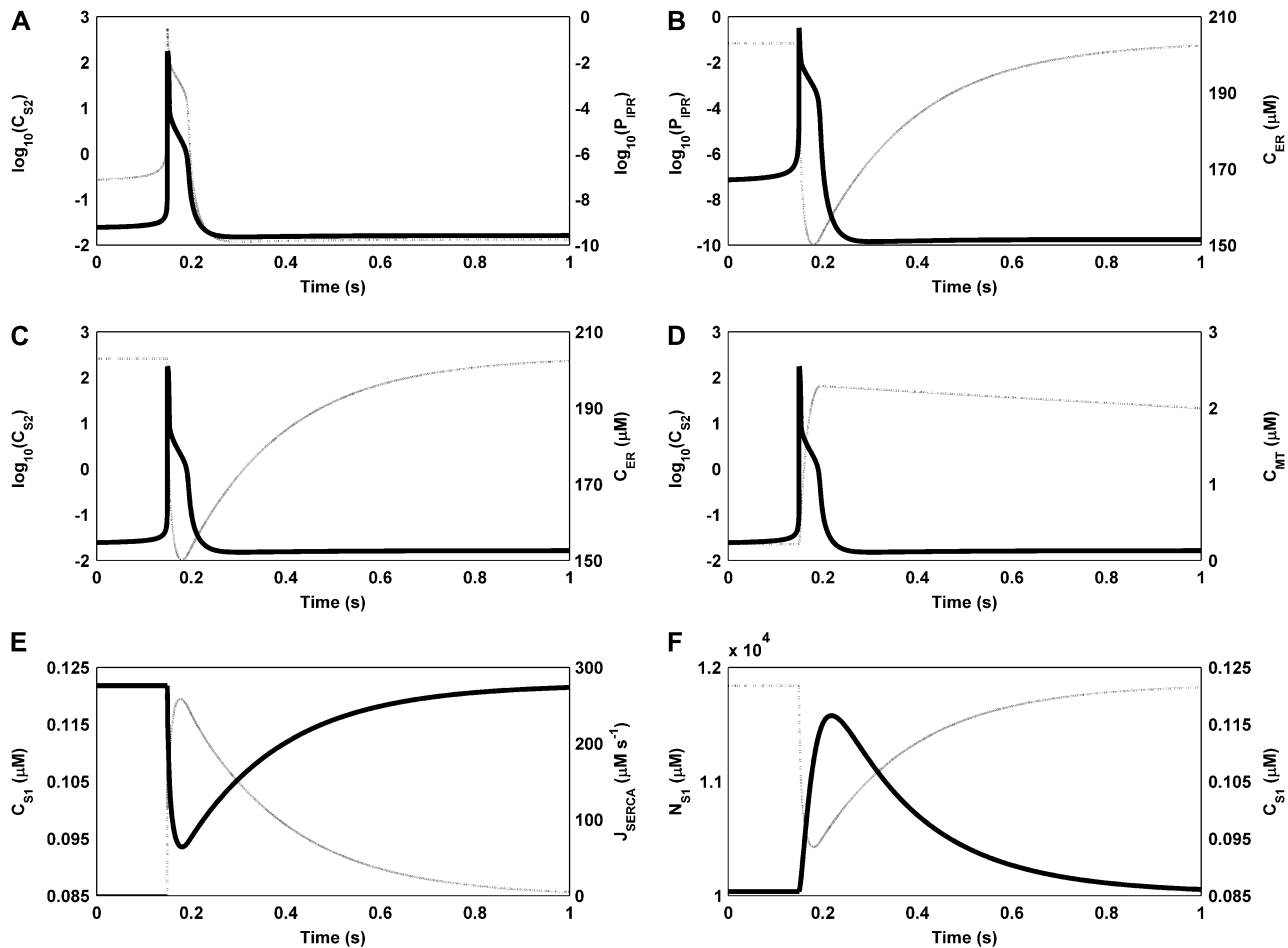 A
B
3
2
1
0
-1
-2
log10(CS2)
0
-2
-4
-6
-8
-10
log10(PIPR)
0 0.2 0.4 0.6 0.8 1
Time (s)
0
-2
-4
-6
-8
-10
log10(PIPR)
210
190
170
150
CER (μM)
0 0.2 0.4 0.6 0.8 1
Time (s)
C
D
3
2
1
0
-1
-2
log10(CS2)
210
190
170
150
CER (μM)
0 0.2 0.4 0.6 0.8 1
Time (s)
3
2
1
0
-1
-2
log10(CS2)
3
2
1
0
CMT (μM)
0 0.2 0.4 0.6 0.8 1
Time (s)
E
F
0.125
0.115
0.105
0.095
0.085
CS1 (μM)
300
200
100
0
JSERCA (μM s-1)
0 0.2 0.4 0.6 0.8 1
Time (s)
x 10^4
1.2
1.1
1
NS1 (μM)
0.125
0.115
0.105
0.095
0.085
CS1 (μM)
0 0.2 0.4 0.6 0.8 1
Time (s)